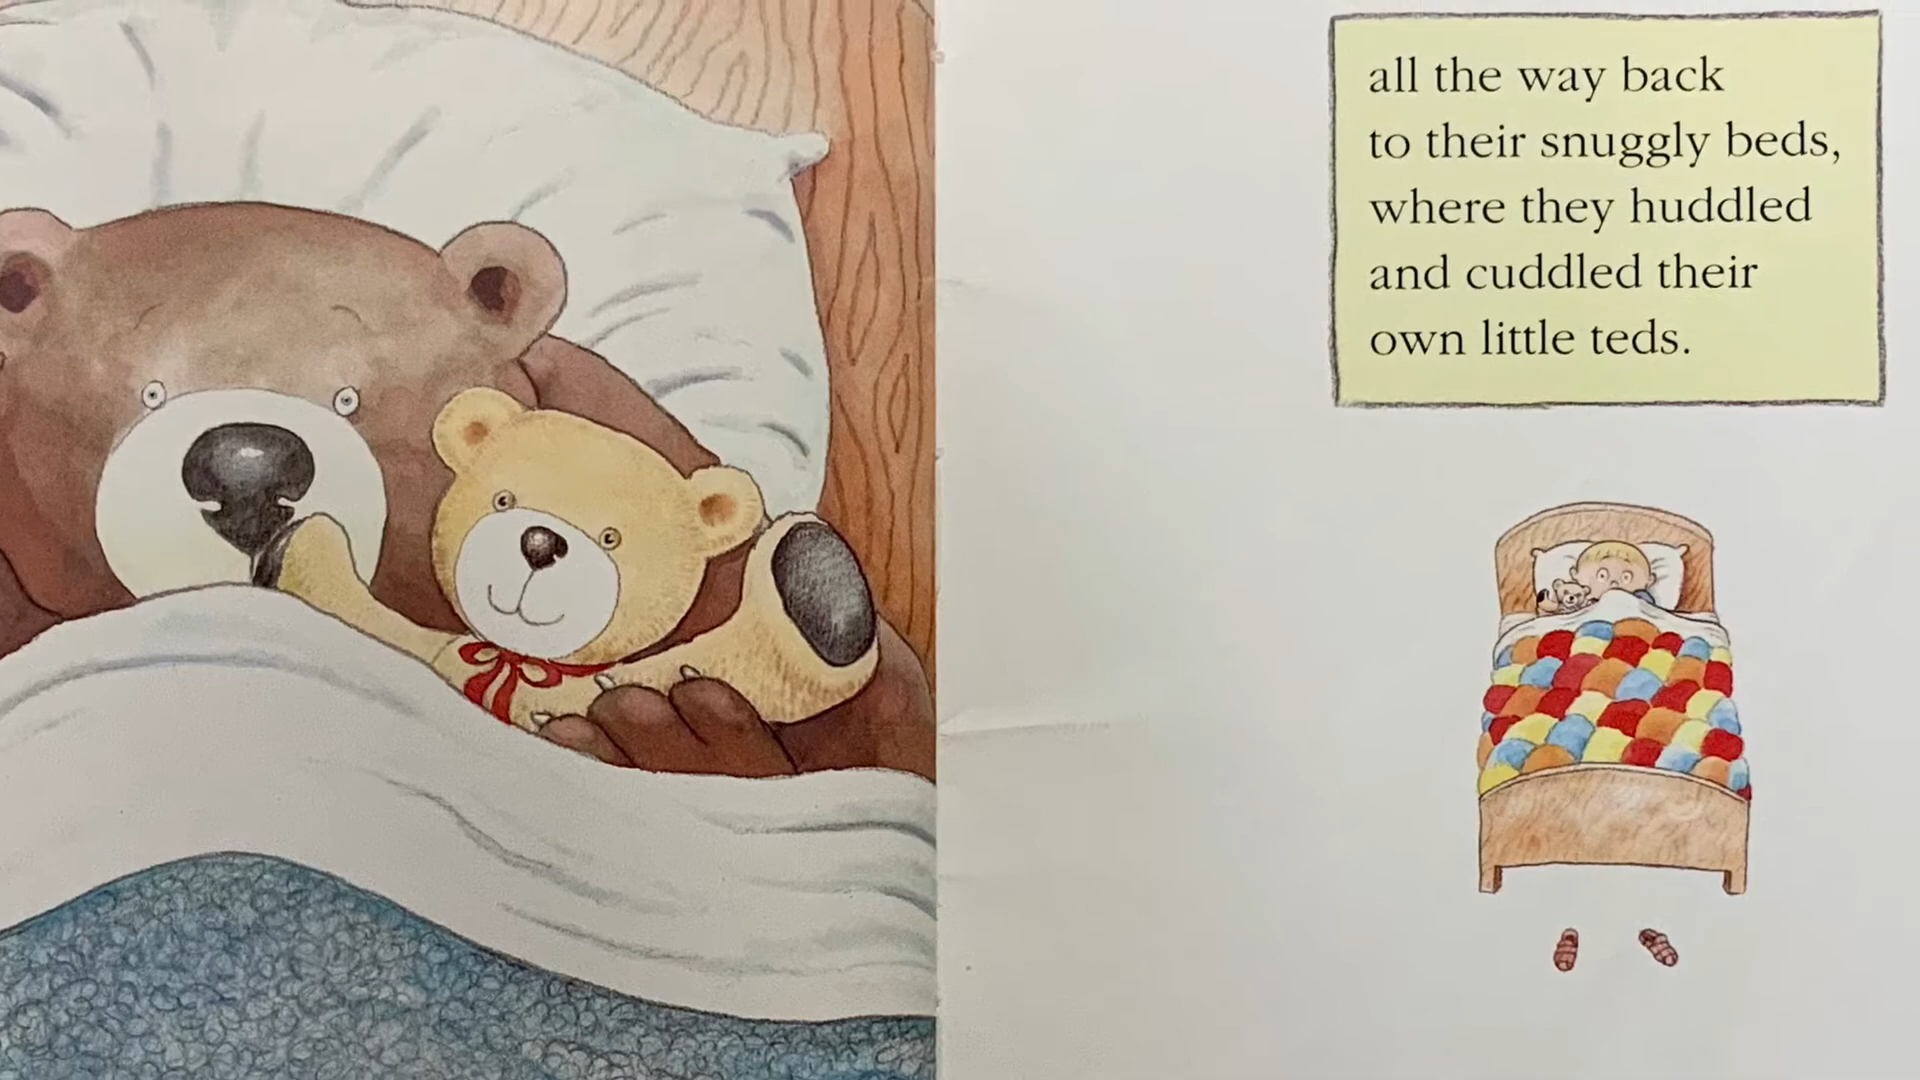 all the way back
to their snuggly beds,
where they huddled
and cuddled their
own little teds.